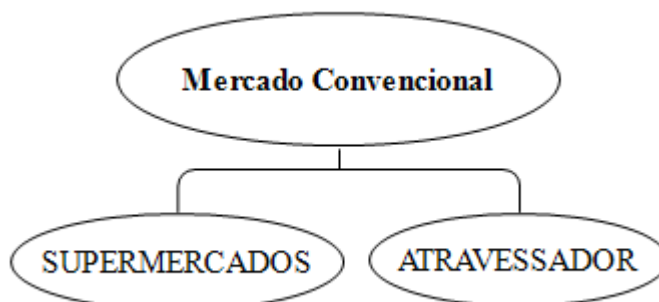 Mercado Convencional
SUPERMERCADOS
ATRAVESSADOR